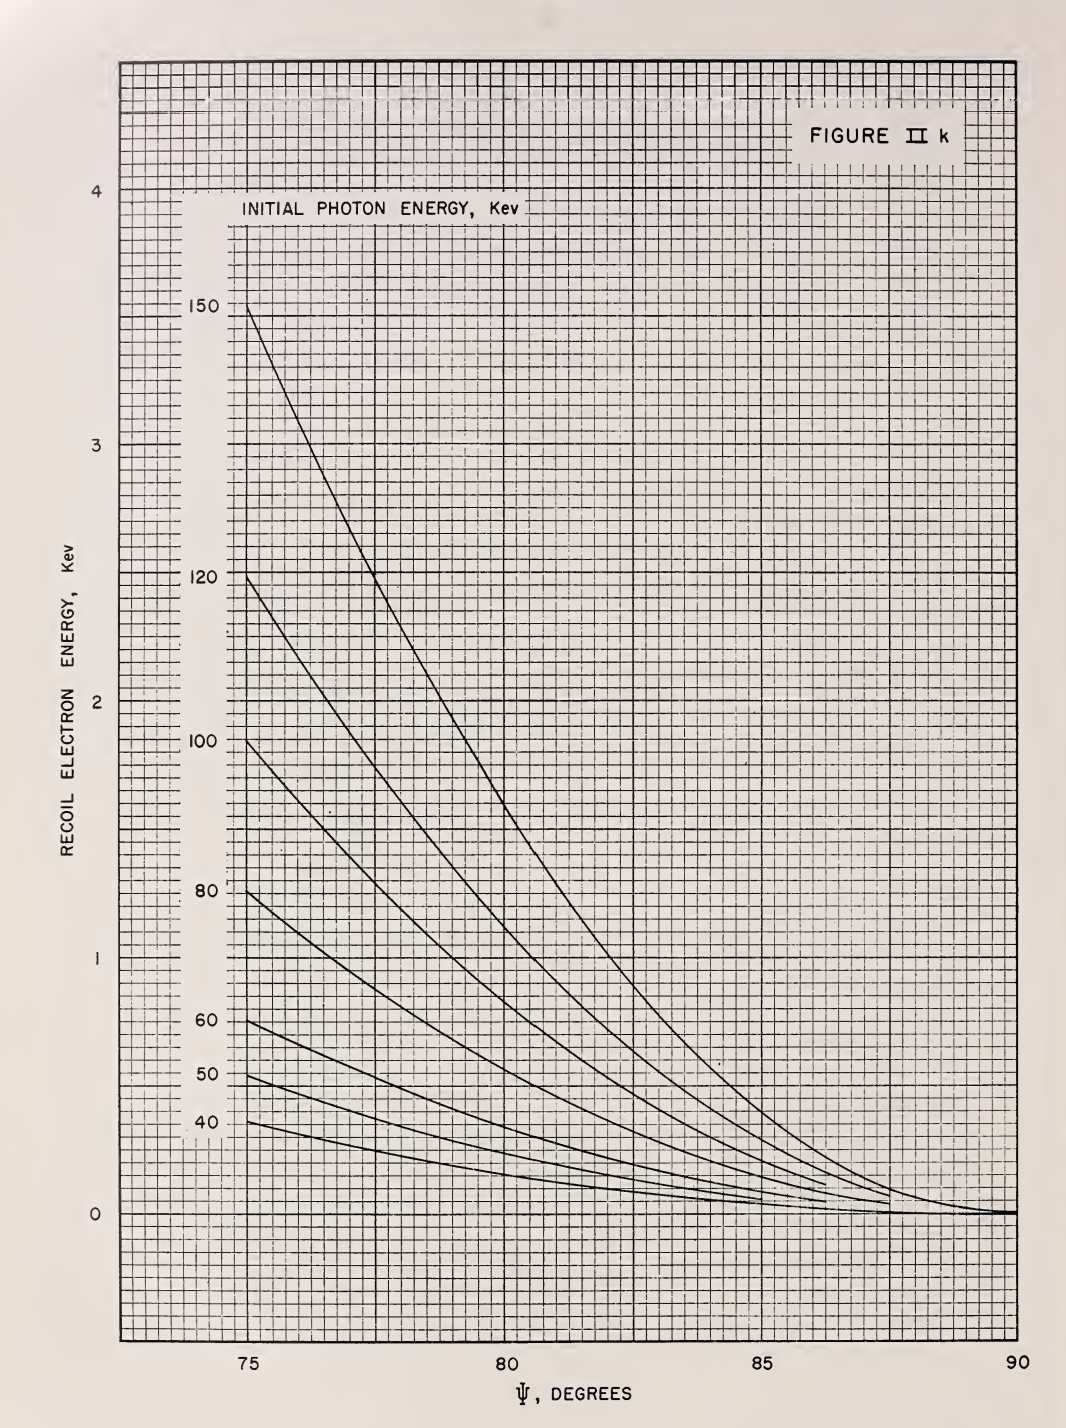 FIGURE II k
4
INITIAL PHOTON ENERGY, Kev
150
3
120
RECOIL ELECTRON ENERGY, Kev
2
100
80
1
60
50
40
0
75 80 85 90
Ψ, DEGREES